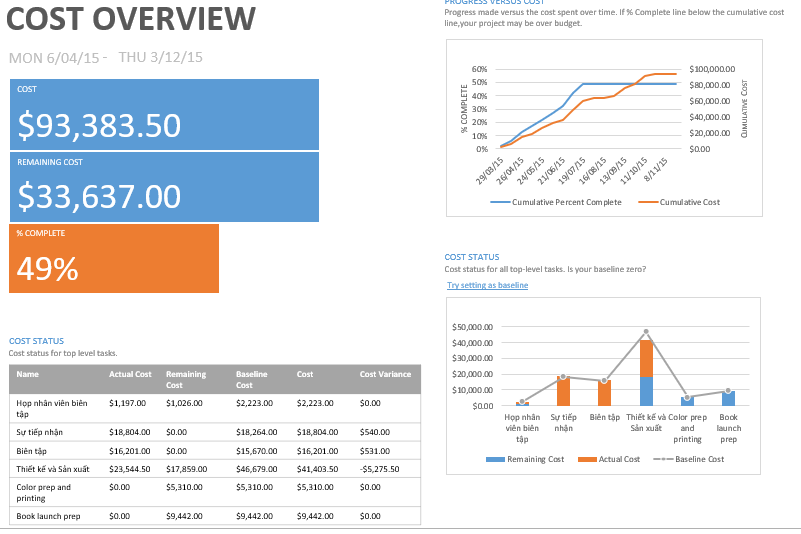 COST OVERVIEW
MON 6/04/15 - THU 3/12/15
COST
$93,383.50
REMAINING COST
$33,637.00
% COMPLETE
49%
COST STATUS
Cost status for top level tasks.
Name Actual Cost Remaining Cost Baseline Cost Cost Cost Variance
Họp nhân viên biên tập $1,197.00 $1,026.00 $2,223.00 $2,223.00 $0.00
Sự tiếp nhận $18,804.00 $0.00 $18,264.00 $18,804.00 $540.00
Biên tập $16,201.00 $0.00 $15,670.00 $16,201.00 $531.00
Thiết kế và Sản xuất $23,544.50 $17,859.00 $46,679.00 $41,403.50 -$5,275.50
Color prep and printing $0.00 $5,310.00 $5,310.00 $5,310.00 $0.00
Book launch prep $0.00 $9,442.00 $9,442.00 $9,442.00 $0.00
PROGRESS VERSUS COST
Progress made versus the cost spent over time. If % Complete line below the cumulative cost
line,your project may be over budget.
% COMPLETE
60%
50%
40%
30%
20%
10%
0%
$100,000.00
$80,000.00
$60,000.00
$40,000.00
$20,000.00
$0.00
CUMULATIVE COST
29/03/15 26/04/15 24/05/15 21/06/15 19/07/15 16/08/15 13/09/15 11/10/15 8/11/15
Cumulative Percent Complete Cumulative Cost
COST STATUS
Cost status for all top-level tasks. Is your baseline zero?
Try setting as baseline
$50,000.00
$40,000.00
$30,000.00
$20,000.00
$10,000.00
$0.00
Họp nhân Sự tiếp Biên tập Thiết kế và Color prep Book
viên biên nhận Sản xuất and launch
tập printing prep
Remaining Cost Actual Cost Baseline Cost